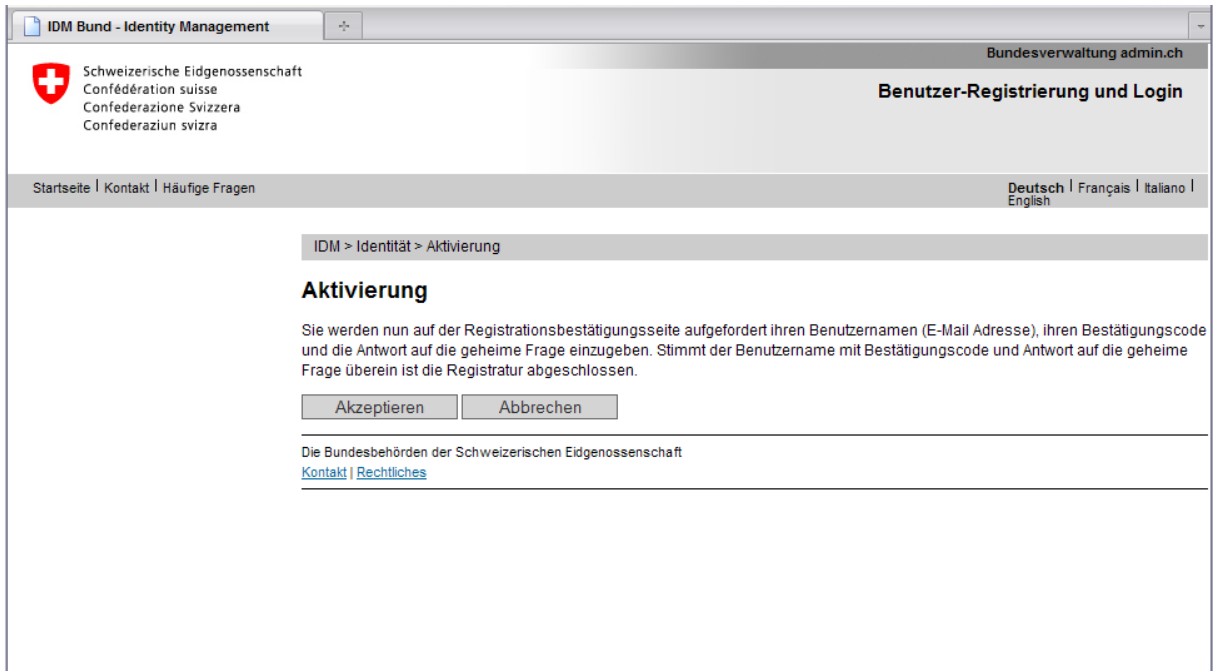 IDM Bund - Identity Management
Bundesverwaltung admin.ch
Schweizerische Eidgenossenschaft
Confédération suisse
Confederazione Svizzera
Confederaziun svizra
Benutzer-Registrierung und Login
Startseite | Kontakt | Häufige Fragen
Deutsch | Français | Italiano |
English
IDM > Identität > Aktivierung
Aktivierung
Sie werden nun auf der Registrationsbestätigungsseite aufgefordert ihren Benutzernamen (E-Mail Adresse), ihren Bestätigungscode
und die Antwort auf die geheime Frage einzugeben. Stimmt der Benutzername mit Bestätigungscode und Antwort auf die geheime
Frage überein ist die Registratur abgeschlossen.
Akzeptieren Abbrechen
Die Bundesbehörden der Schweizerischen Eidgenossenschaft
Kontakt | Rechtliches